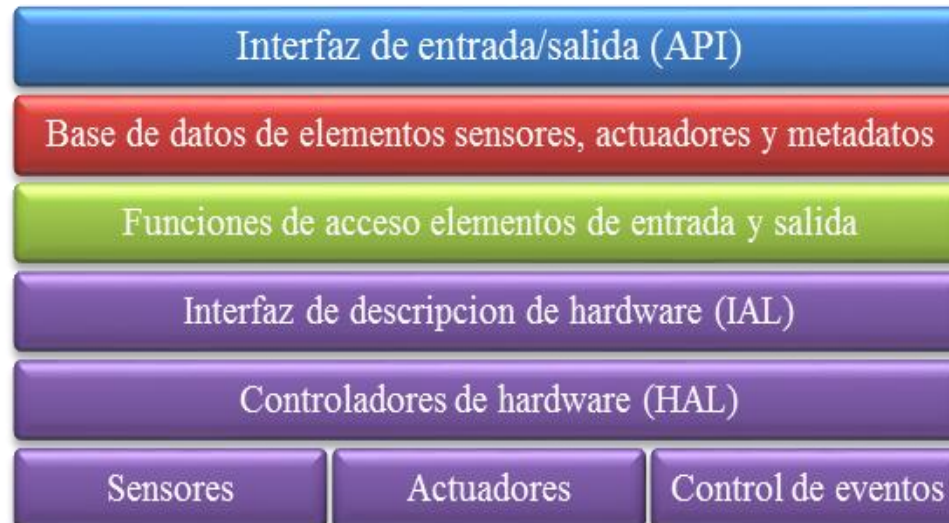 Interfaz de entrada/salida (API)
Base de datos de elementos sensores, actuadores y metadatos
Funciones de acceso elementos de entrada y salida
Interfaz de descripcion de hardware (IAL)
Controladores de hardware (HAL)
Sensores
Actuadores
Control de eventos